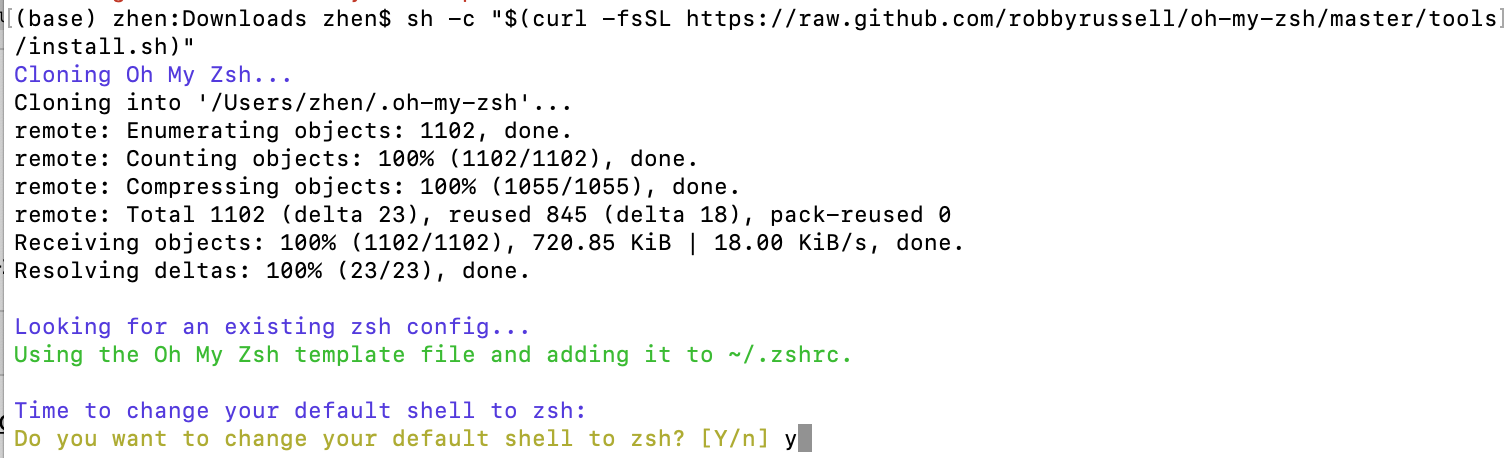 [(base) zhen:Downloads zhen$ sh -c "$(curl -fsSL https://raw.github.com/robbyrussell/oh-my-zsh/master/tools]
/install.sh)"
Cloning Oh My Zsh...
Cloning into '/Users/zhen/.oh-my-zsh'...
remote: Enumerating objects: 1102, done.
remote: Counting objects: 100% (1102/1102), done.
remote: Compressing objects: 100% (1055/1055), done.
remote: Total 1102 (delta 23), reused 845 (delta 18), pack-reused 0
Receiving objects: 100% (1102/1102), 720.85 KiB | 18.00 KiB/s, done.
Resolving deltas: 100% (23/23), done.
Looking for an existing zsh config...
Using the Oh My Zsh template file and adding it to ~/.zshrc.
Time to change your default shell to zsh:
Do you want to change your default shell to zsh? [Y/n] y